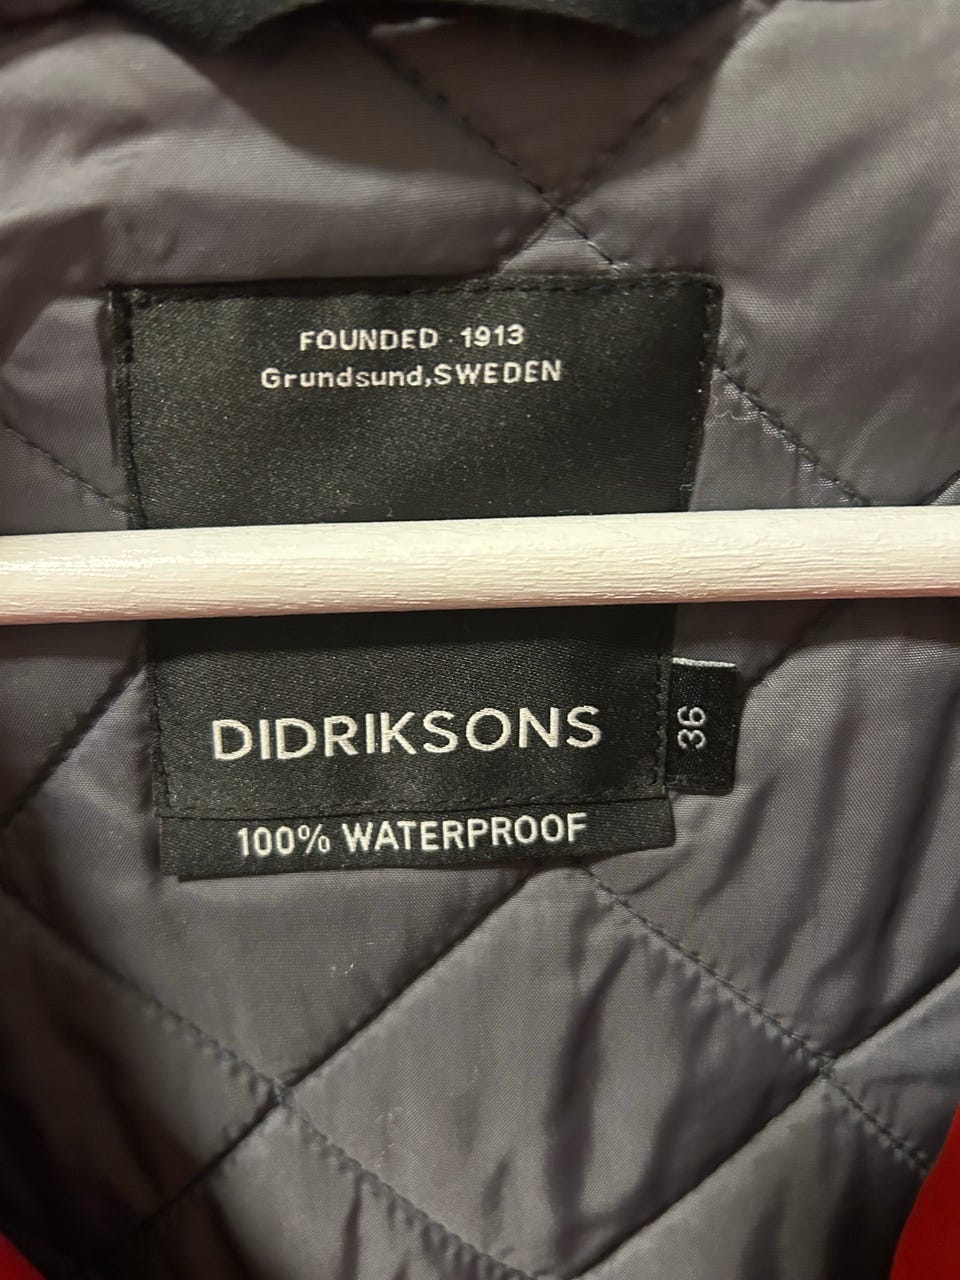 FOUNDED · 1913
Grundsund,SWEDEN
DIDRIKSONS
36
100% WATERPROOF